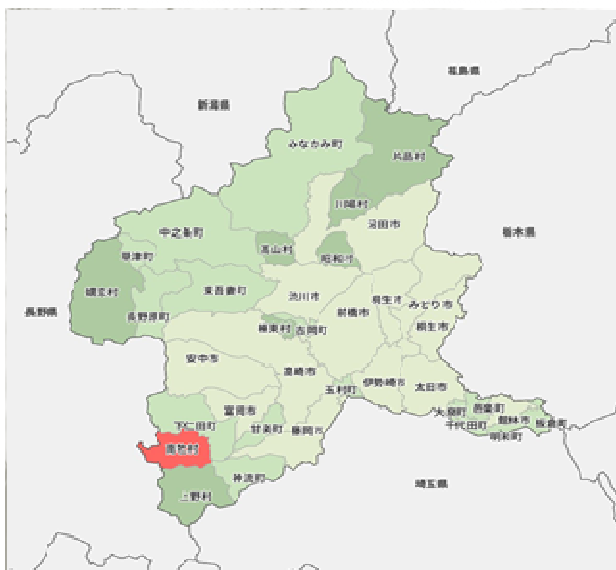 福島県
新潟県
みなかみ町
片品村
川場村
沼田市
中之条町
栃木県
高山村
昭和村
草津町
嬬恋村
東吾妻町
長野県
長野原町
渋川市
前橋市
桐生市
みどり市
桐生市
榛東村
吉岡町
安中市
高崎市
玉村町
伊勢崎市
太田市
富岡市
大泉町
邑楽町
館林市
板倉町
千代田町
明和町
下仁田町
甘楽町
藤岡市
南牧村
神流町
上野村
埼玉県